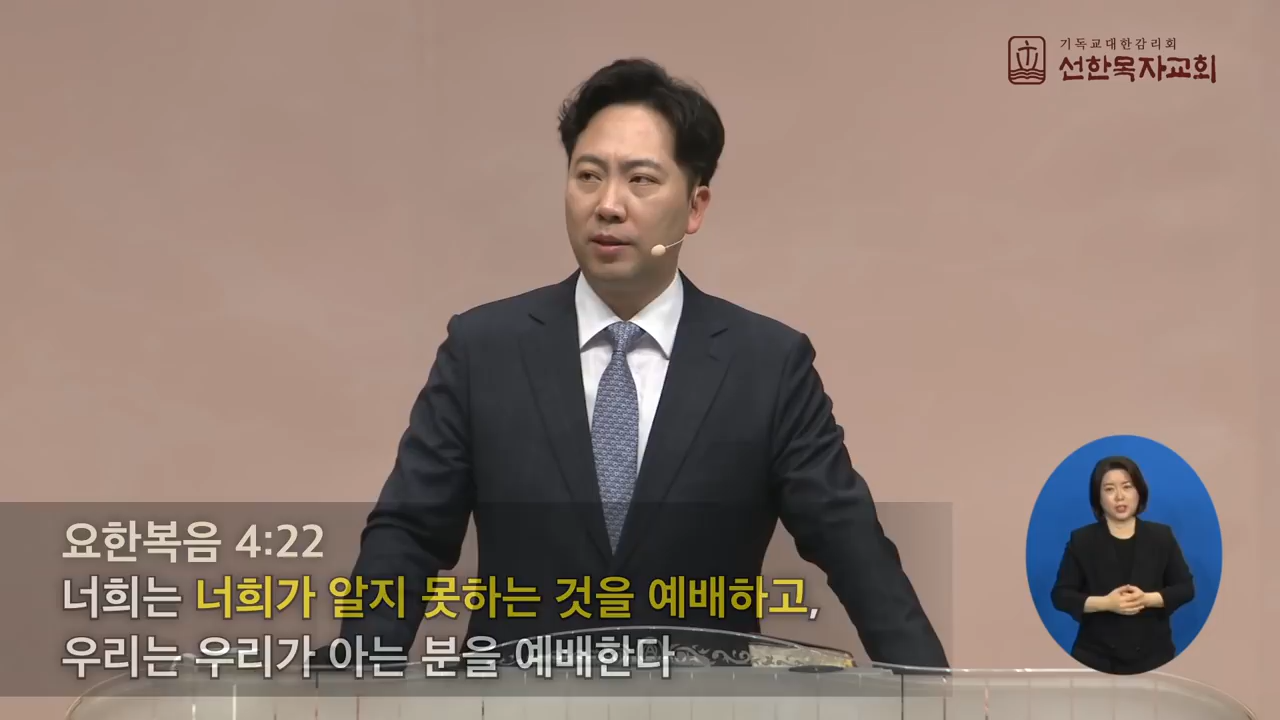 기독교대한감리회
선한목자교회
요한복음 4:22
너희는 너희가 알지 못하는 것을 예배하고,
우리는 우리가 아는 분을 예배한다